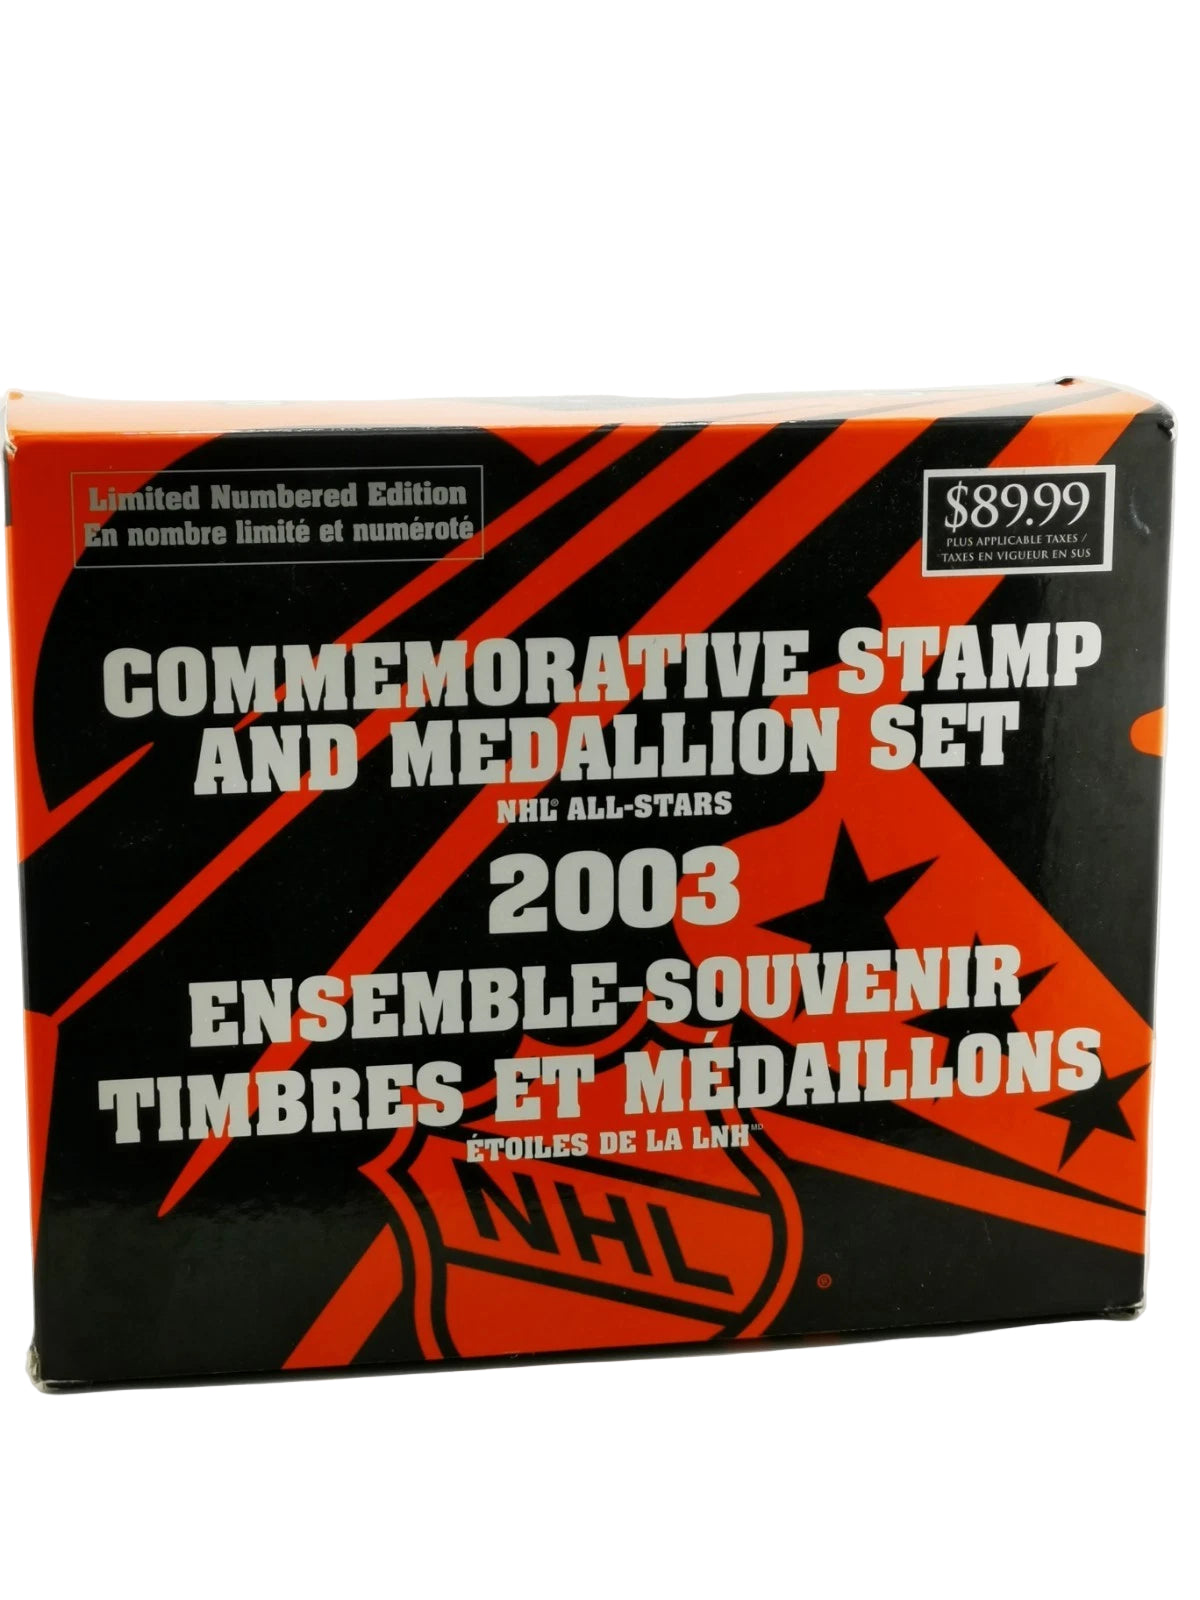 Limited Numbered Edition
En nombre limité et numéroté
$89.99
PLUS APPLICABLE TAXES /
TAXES EN VIGUEUR EN SUS
COMMEMORATIVE STAMP
AND MEDALLION SET
NHL® ALL-STARS
2003
ENSEMBLE-SOUVENIR
TIMBRES ET MÉDAILLONS
ÉTOILES DE LA LNH MD
NHL
®